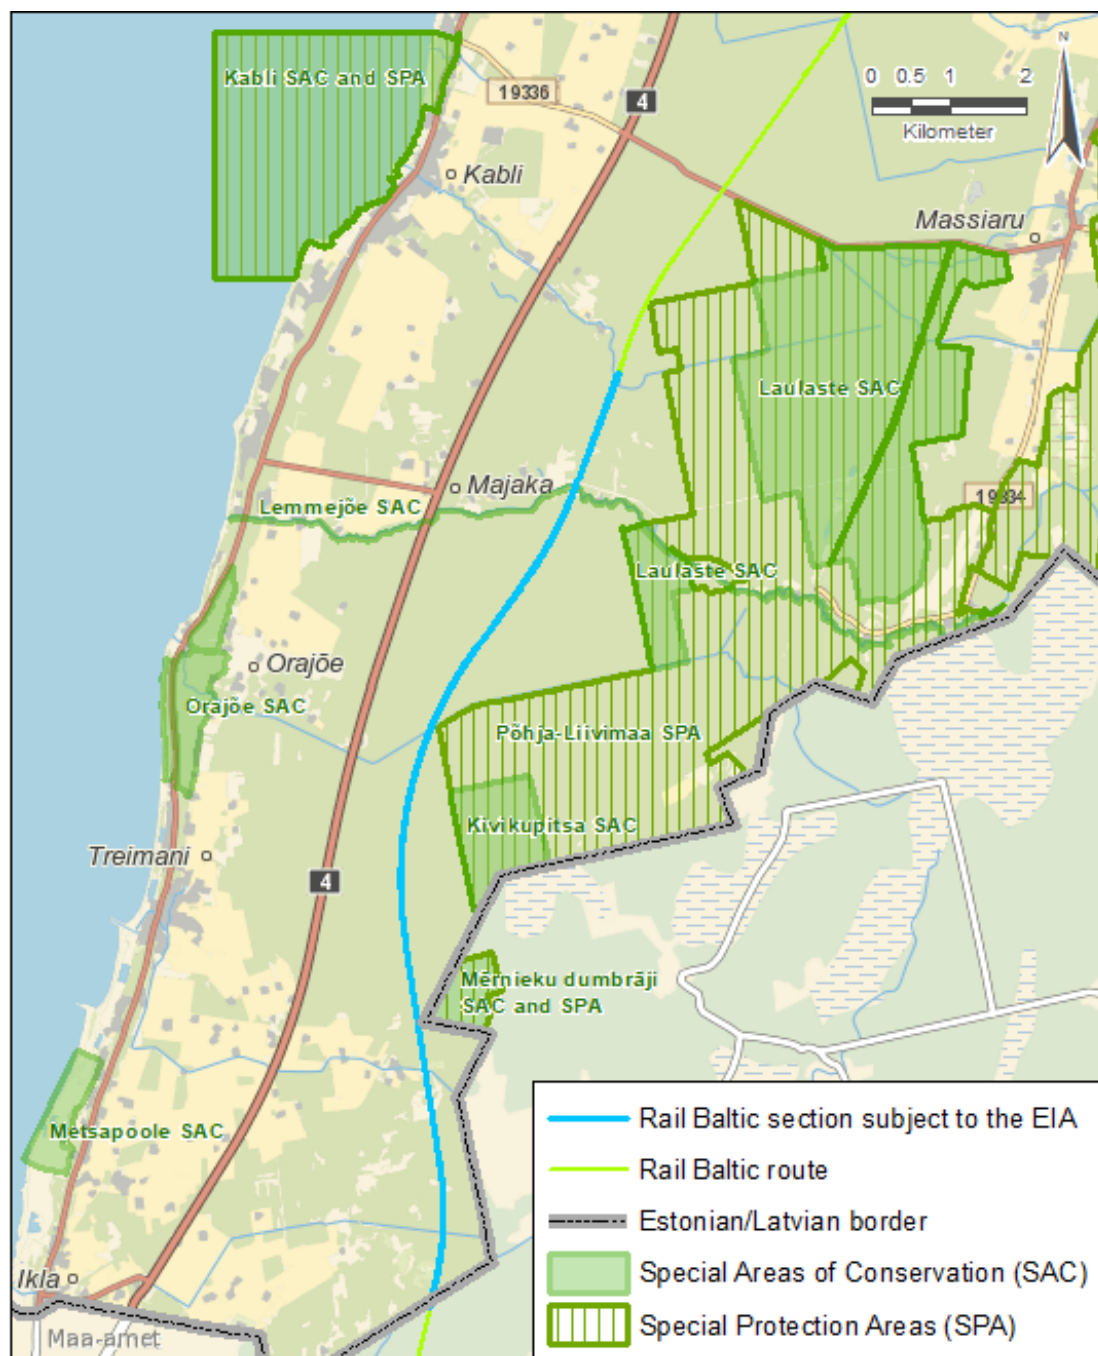 N
0 0.5 1 2
Kilometer
Kabli SAC and SPA
19336
4
Kabli
Massiaru
Laulaste SAC
Majaka
19334
Lemmejõe SAC
Laulaste SAC
Orajõe
Orajõe SAC
Põhja-Liivimaa SPA
Kivikupitsa SAC
Treimani
4
Mērnieku dumbrāji
SAC and SPA
Metsapoole SAC
Ikla
Maa-amet
Rail Baltic section subject to the EIA
Rail Baltic route
Estonian/Latvian border
Special Areas of Conservation (SAC)
Special Protection Areas (SPA)